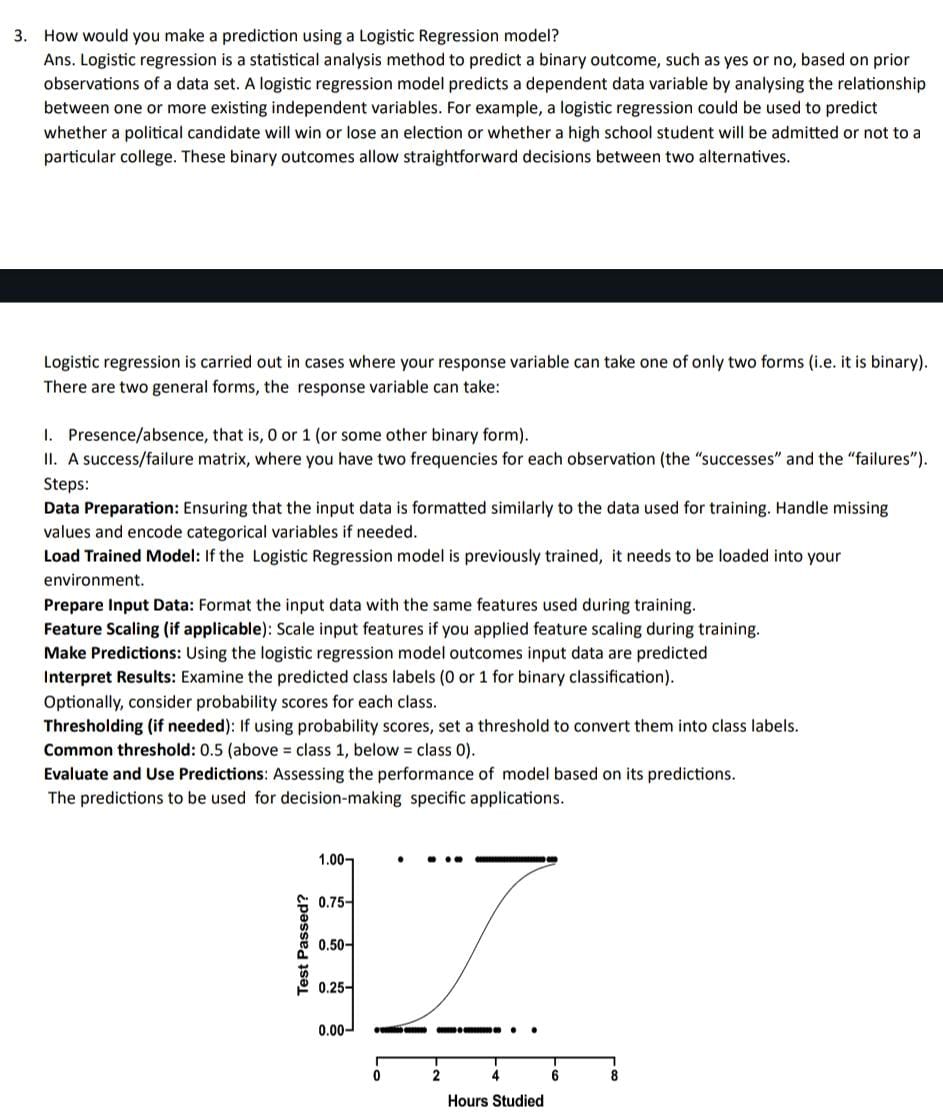 3. How would you make a prediction using a Logistic Regression model?
Ans. Logistic regression is a statistical analysis method to predict a binary outcome, such as yes or no, based on prior
observations of a data set. A logistic regression model predicts a dependent data variable by analysing the relationship
between one or more existing independent variables. For example, a logistic regression could be used to predict
whether a political candidate will win or lose an election or whether a high school student will be admitted or not to a
particular college. These binary outcomes allow straightforward decisions between two alternatives.
Logistic regression is carried out in cases where your response variable can take one of only two forms (i.e. it is binary).
There are two general forms, the response variable can take:
I. Presence/absence, that is, 0 or 1 (or some other binary form).
II. A success/failure matrix, where you have two frequencies for each observation (the “successes” and the “failures”).
Steps:
Data Preparation: Ensuring that the input data is formatted similarly to the data used for training. Handle missing
values and encode categorical variables if needed.
Load Trained Model: If the Logistic Regression model is previously trained, it needs to be loaded into your
environment.
Prepare Input Data: Format the input data with the same features used during training.
Feature Scaling (if applicable): Scale input features if you applied feature scaling during training.
Make Predictions: Using the logistic regression model outcomes input data are predicted
Interpret Results: Examine the predicted class labels (0 or 1 for binary classification).
Optionally, consider probability scores for each class.
Thresholding (if needed): If using probability scores, set a threshold to convert them into class labels.
Common threshold: 0.5 (above = class 1, below = class 0).
Evaluate and Use Predictions: Assessing the performance of model based on its predictions.
The predictions to be used for decision-making specific applications.
Test Passed?
1.00
0.75
0.50
0.25
0.00
0 2 4 6 8
Hours Studied